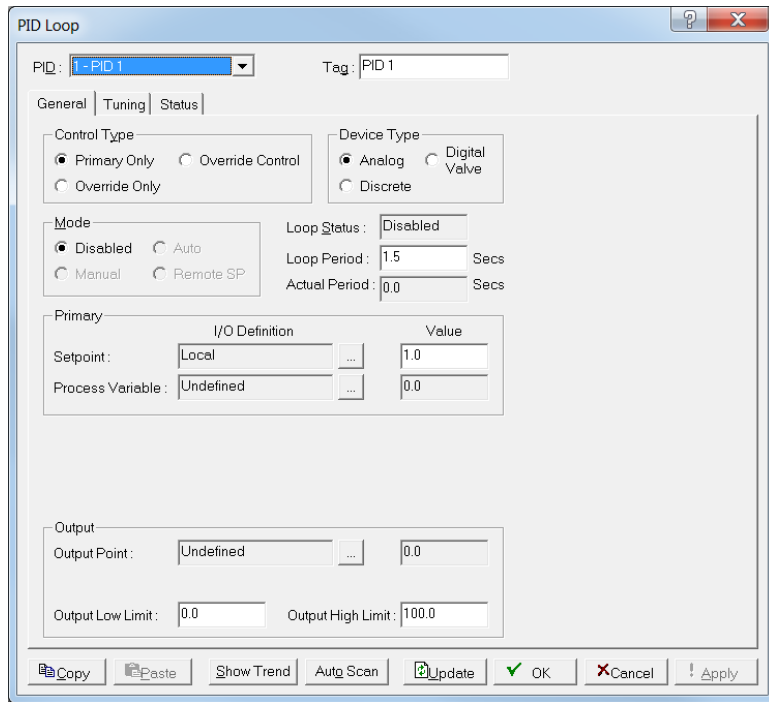 PID Loop
PID : 1 - PID 1 Tag : PID 1
General Tuning Status
Control Type
Primary Only Override Control
Override Only
Device Type
Analog Digital Valve
Discrete
Mode
Disabled Auto
Manual Remote SP
Loop Status : Disabled
Loop Period : 1.5 Secs
Actual Period : 0.0 Secs
Primary
I/O Definition Value
Setpoint : Local ... 1.0
Process Variable : Undefined ... 0.0
Output
Output Point : Undefined ... 0.0
Output Low Limit : 0.0 Output High Limit : 100.0
Copy Paste Show Trend Auto Scan Update OK Cancel ! Apply